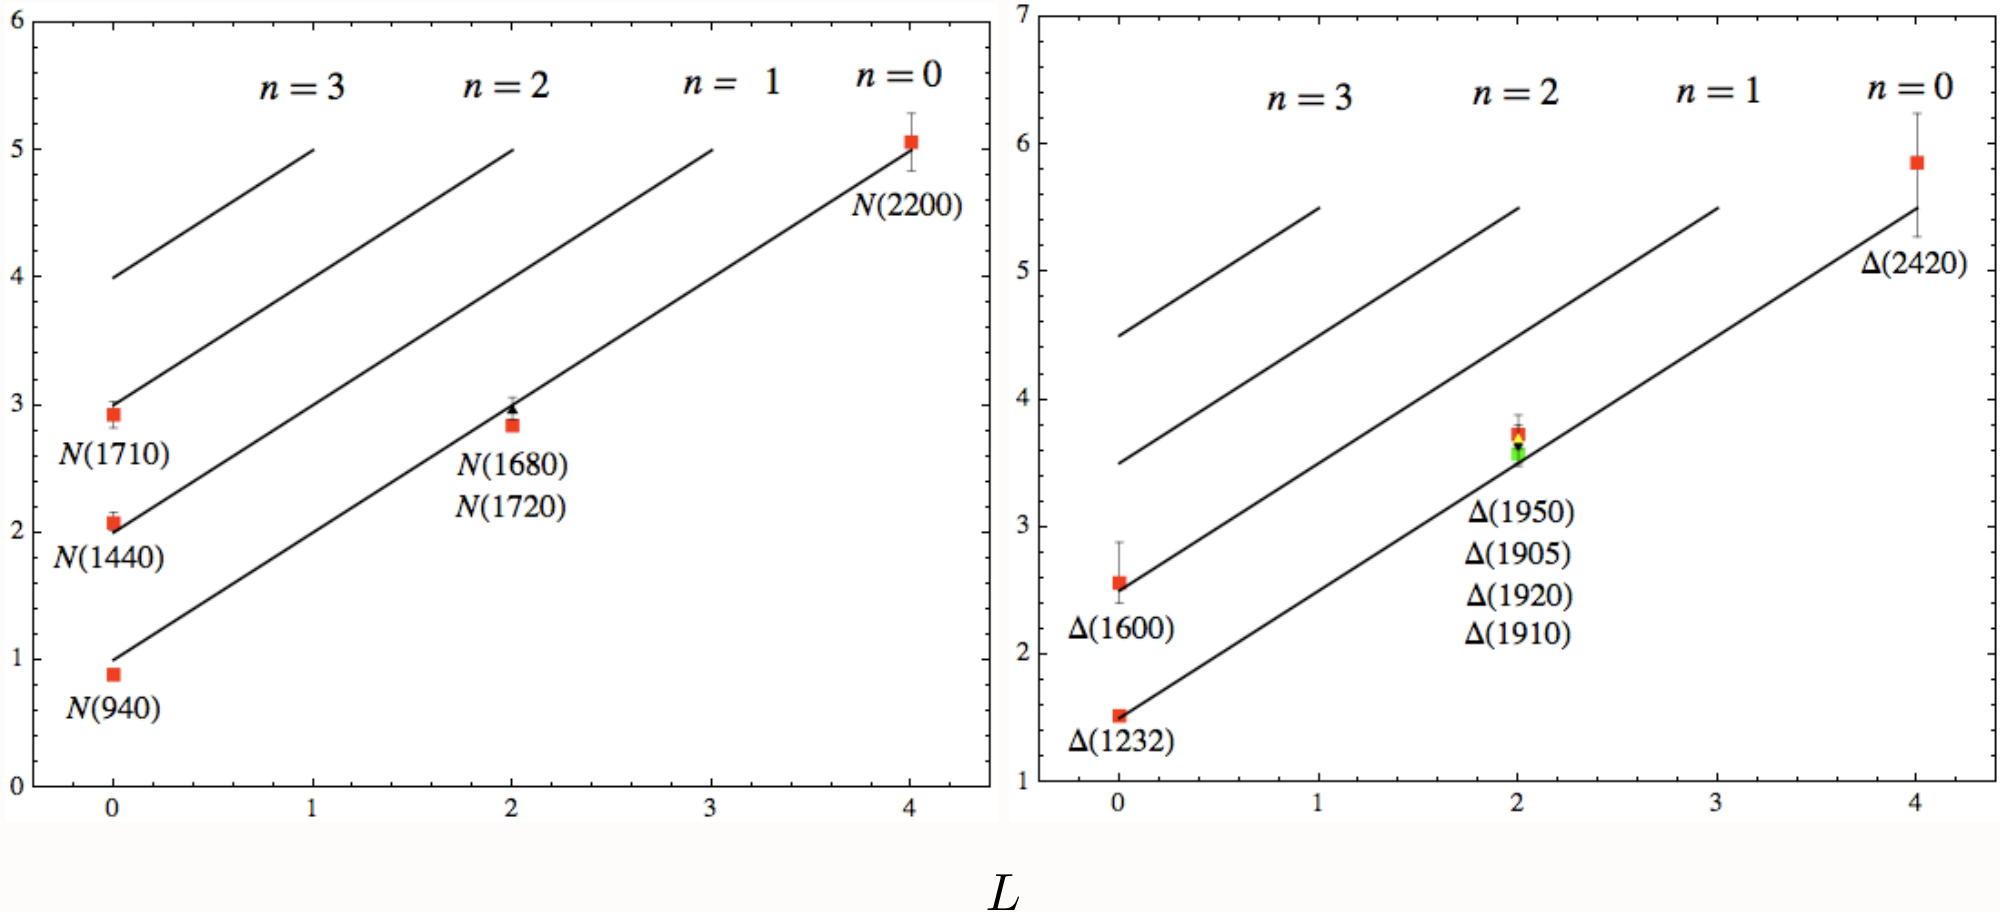 6
5
4
3
2
1
0
n = 3
n = 2
n = 1
n = 0
N(2200)
N(1710)
N(1680)
N(1720)
N(1440)
N(940)
0
1
2
3
4
7
6
5
4
3
2
1
n = 3
n = 2
n = 1
n = 0
Δ(2420)
Δ(1950)
Δ(1905)
Δ(1920)
Δ(1910)
Δ(1600)
Δ(1232)
0
1
2
3
4
L